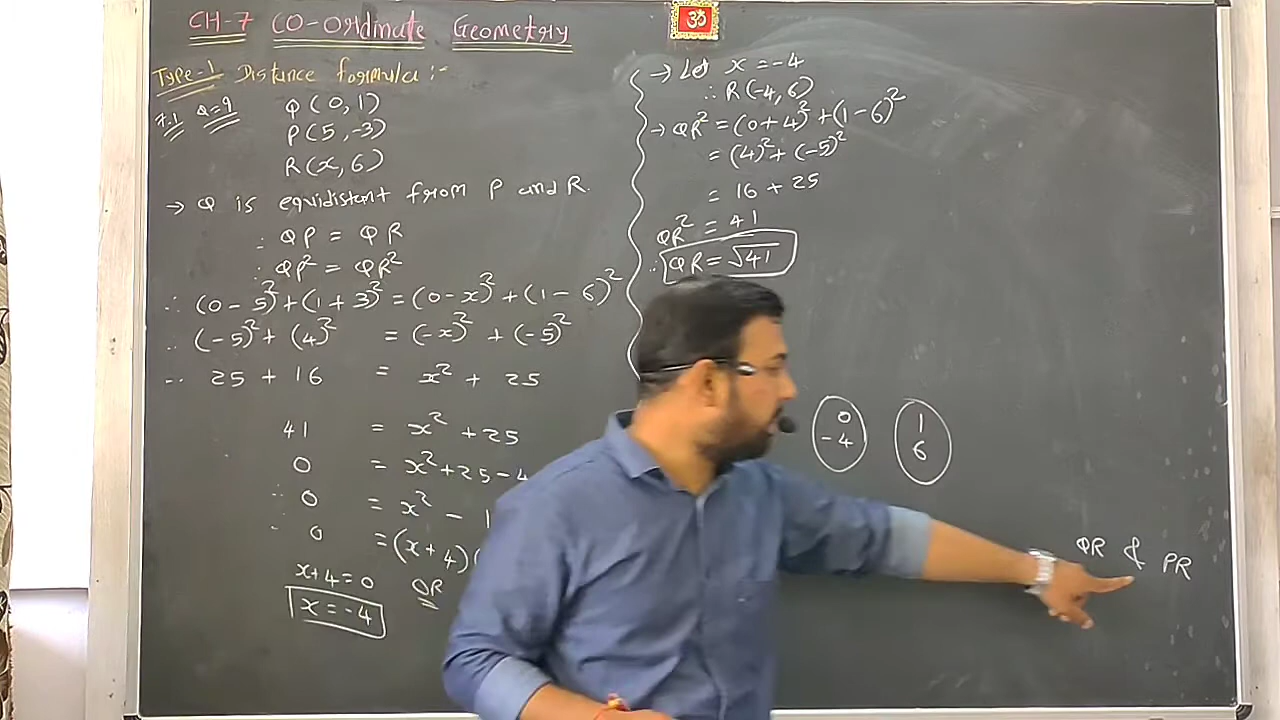 CH-7 CO-Ordinate Geometry
ૐ
Type-1 Distance formula :-
7.1 Q=9 Q(0,1)
P(5,-3)
R(x,6)
→ Q is equidistant from P and R.
∴ QP = QR
∴ QP² = QR²
∴ (0-5)²+(1+3)² = (0-x)²+(1-6)²
∴ (-5)²+(4)² = (-x)² + (-5)²
∴ 25 + 16 = x² + 25
41 = x² + 25
0 = x²+25-4
∴ 0 = x² - 1
∴ 0 = (x+4)(
x+4=0 OR
x = -4
→ Let x = -4
∴ R(-4,6)
→ QR² = (0+4)²+(1-6)²
= (4)²+(-5)²
= 16 + 25
QR² = 41
∴ QR = √41
0 1
-4 6
QR & PR